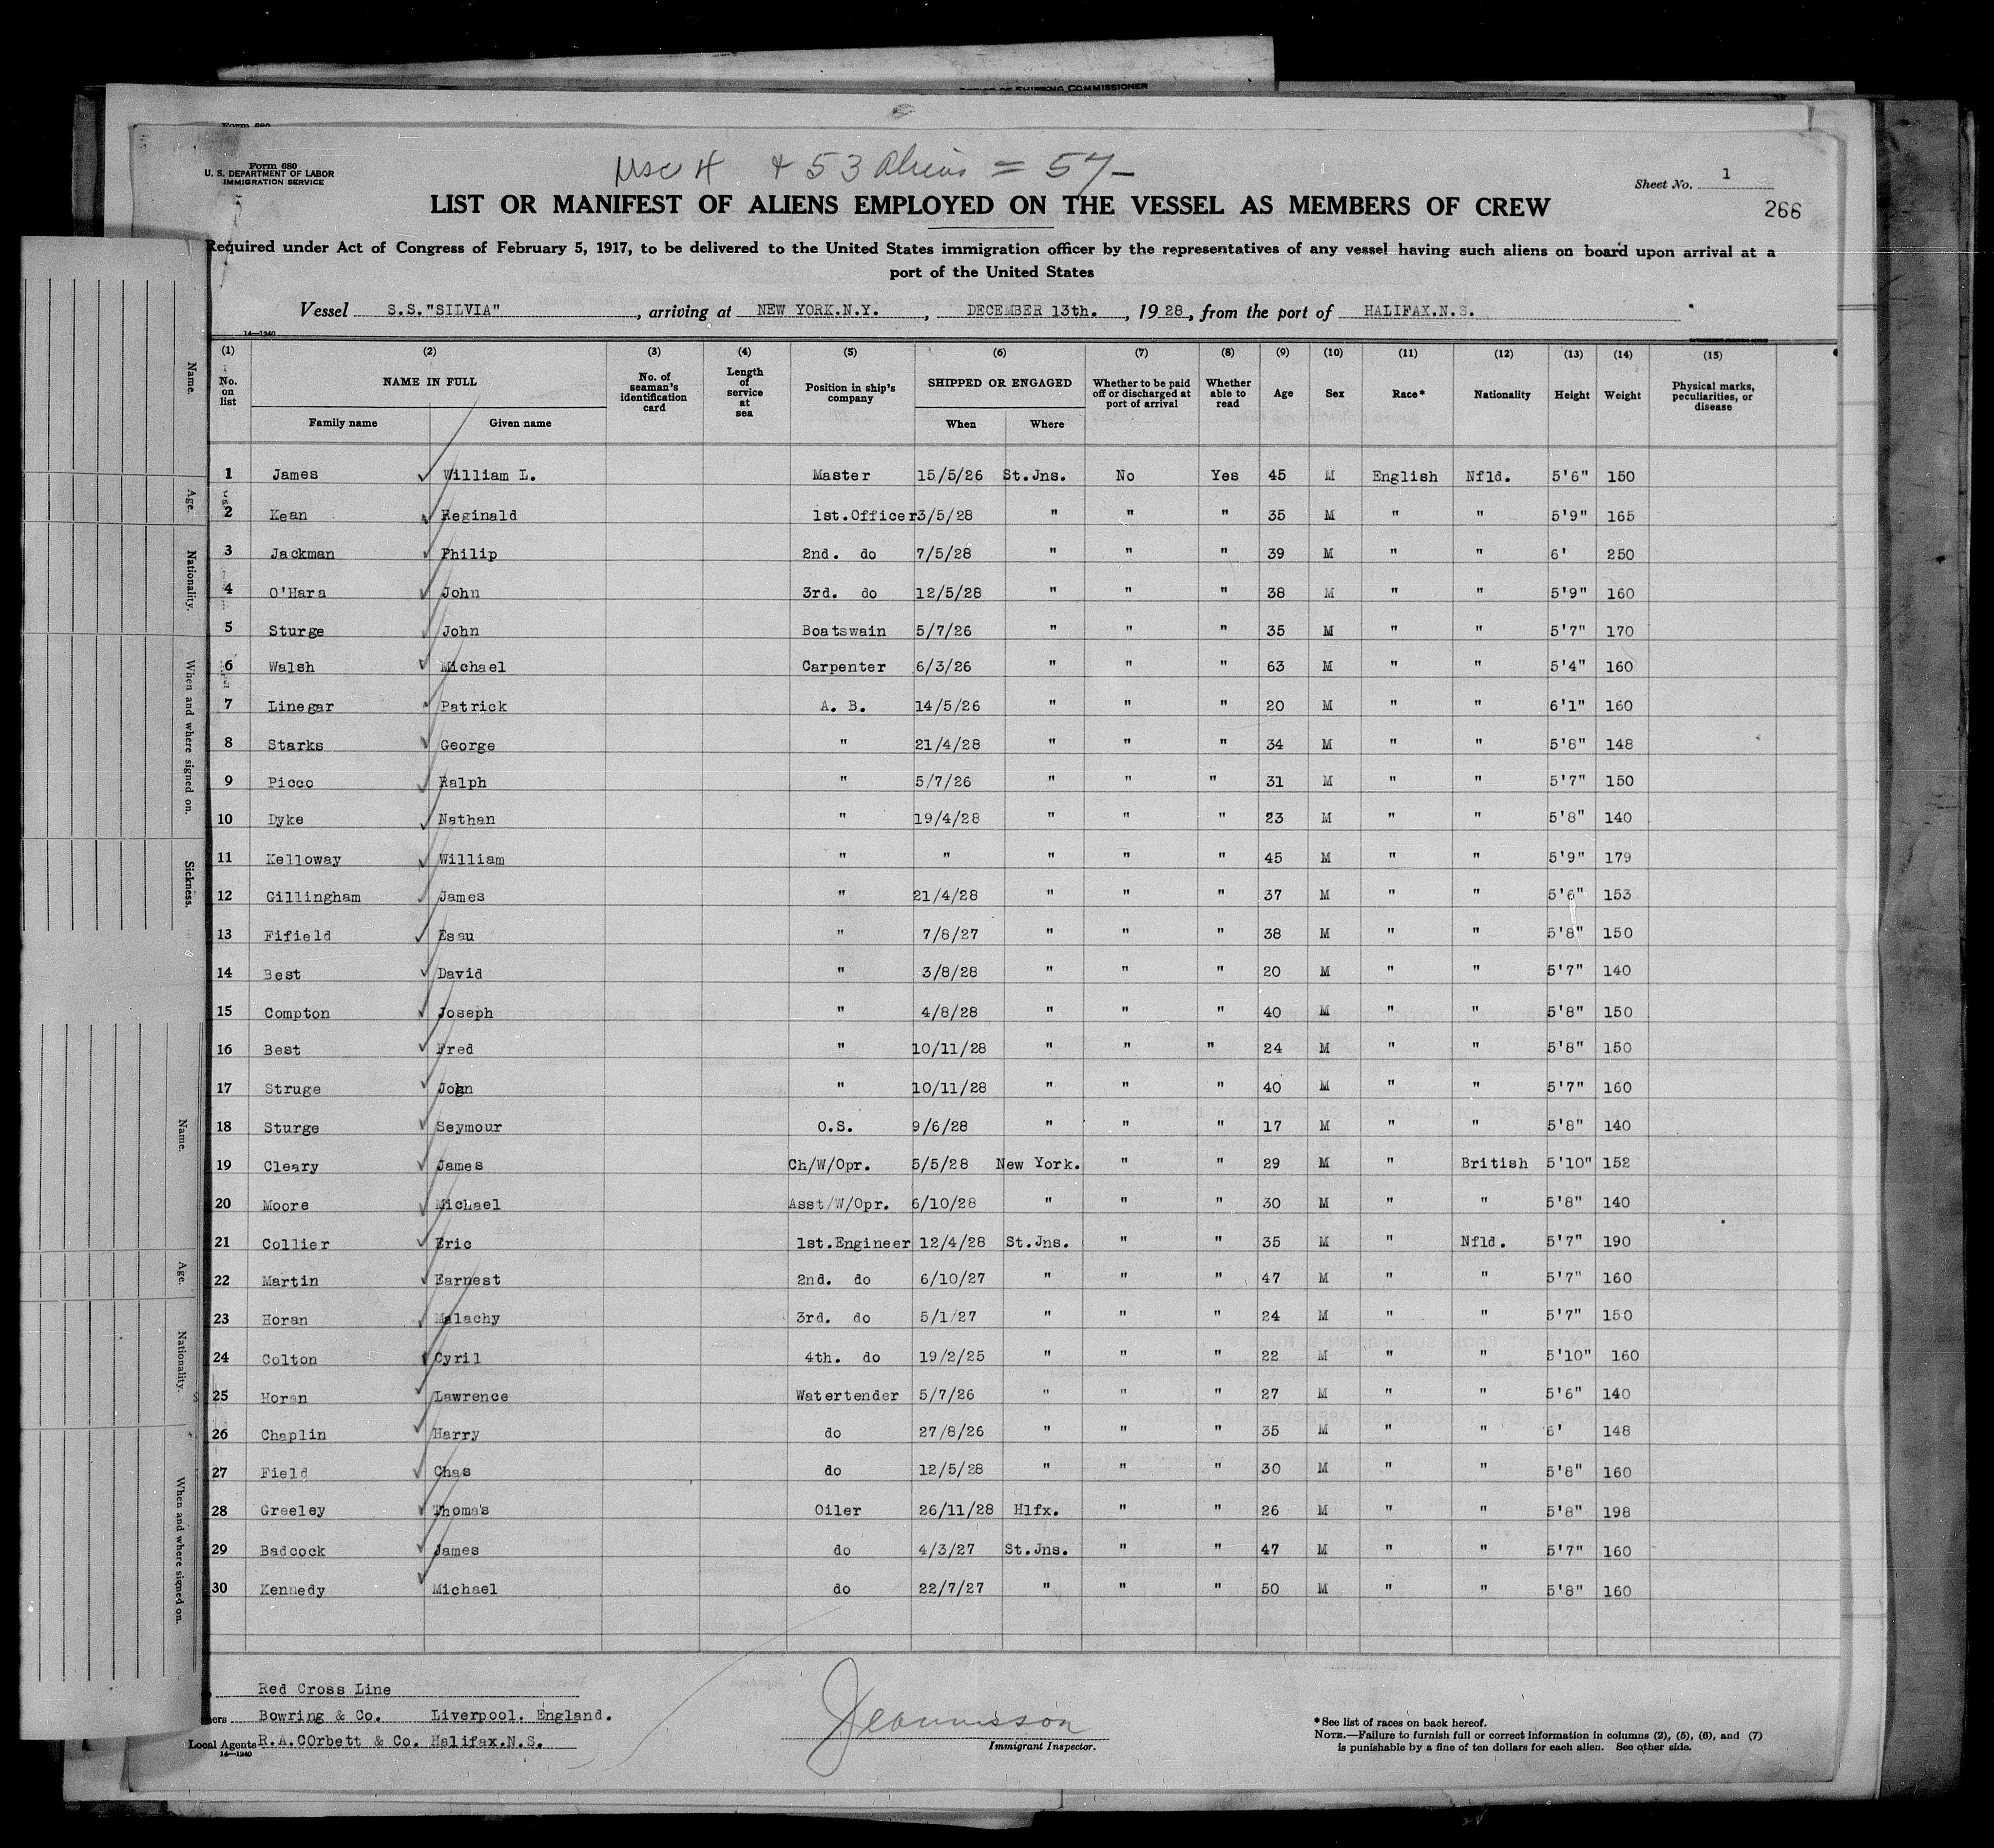 OFFICE OF SHIPPING COMMISSIONER
Form 680
Form 680
U. S. DEPARTMENT OF LABOR
IMMIGRATION SERVICE
+ 53 Aliens = 57
Sheet No. 1
266
LIST OR MANIFEST OF ALIENS EMPLOYED ON THE VESSEL AS MEMBERS OF CREW
Required under Act of Congress of February 5, 1917, to be delivered to the United States immigration officer by the representatives of any vessel having such aliens on board upon arrival at a
port of the United States
Vessel S.S."SILVIA", arriving at NEW YORK.N.Y., DECEMBER 13th., 1928, from the port of HALIFAX.N.S.
14—1240
(1) (2) (3) (4) (5) (6) (7) (8) (9) (10) (11) (12) (13) (14) (15)
No. on list NAME IN FULL No. of seaman's identification card Length of service at sea Position in ship's company SHIPPED OR ENGAGED Whether to be paid off or discharged at port of arrival Whether able to read Age Sex Race* Nationality Height Weight Physical marks, peculiarities, or disease
Family name Given name When Where
1 James William L. Master 15/5/26 St.Jns. No Yes 45 M English Nfld. 5'6" 150
2 Kean Reginald 1st.Officer 3/5/28 " " " 35 M " " 5'9" 165
3 Jackman Philip 2nd. do 7/5/28 " " " 39 M " " 6' 250
4 O'Hara John 3rd. do 12/5/28 " " " 38 M " " 5'9" 160
5 Sturge John Boatswain 5/7/26 " " " 35 M " " 5'7" 170
6 Walsh Michael Carpenter 6/3/26 " " " 63 M " " 5'4" 160
7 Linegar Patrick A. B. 14/5/26 " " " 20 M " " 6'1" 160
8 Starks George " 21/4/28 " " " 34 M " " 5'8" 148
9 Picco Ralph " 5/7/26 " " " 31 M " " 5'7" 150
10 Dyke Nathan " 19/4/28 " " " 23 M " " 5'8" 140
11 Kelloway William " " " " " 45 M " " 5'9" 179
12 Gillingham James " 21/4/28 " " " 37 M " " 5'6" 153
13 Fifield Esau " 7/8/27 " " " 38 M " " 5'8" 150
14 Best David " 3/8/28 " " " 20 M " " 5'7" 140
15 Compton Joseph " 4/8/28 " " " 40 M " " 5'8" 150
16 Best Fred " 10/11/28 " " " 24 M " " 5'8" 150
17 Struge John " 10/11/28 " " " 40 M " " 5'7" 160
18 Sturge Seymour O.S. 9/6/28 " " " 17 M " " 5'8" 140
19 Cleary James Ch/W/Opr. 5/5/28 New York. " " 29 M " British 5'10" 152
20 Moore Michael Asst/W/Opr. 6/10/28 " " " 30 M " " 5'8" 140
21 Collier Eric 1st.Engineer 12/4/28 St.Jns. " " 35 M " Nfld. 5'7" 190
22 Martin Earnest 2nd. do 6/10/27 " " " 47 M " " 5'7" 160
23 Horan Malachy 3rd. do 5/1/27 " " " 24 M " " 5'7" 150
24 Colton Cyril 4th. do 19/2/25 " " " 22 M " " 5'10" 160
25 Horan Lawrence Watertender 5/7/26 " " " 27 M " " 5'6" 140
26 Chaplin Harry do 27/8/26 " " " 35 M " " 6' 148
27 Field Chas do 12/5/28 " " " 30 M " " 5'8" 160
28 Greeley Thomas Oiler 26/11/28 Hlfx. " " 26 M " " 5'8" 198
29 Badcock James do 4/3/27 St.Jns. " " 47 M " " 5'7" 160
30 Kennedy Michael do 22/7/27 " " " 50 M " " 5'8" 160
Red Cross Line
Bowring & Co. Liverpool. England.
Local Agents R.A.COrbett & Co. Halifax.N.S.
14—1240
Immigrant Inspector.
*See list of races on back hereof.
NOTE.—Failure to furnish full or correct information in columns (2), (5), (6), and (7)
is punishable by a fine of ten dollars for each alien. See other side.
Name.
Age.
Nationality.
When and where signed on.
Sickness.
Name.
Age.
Nationality.
When and where signed on.